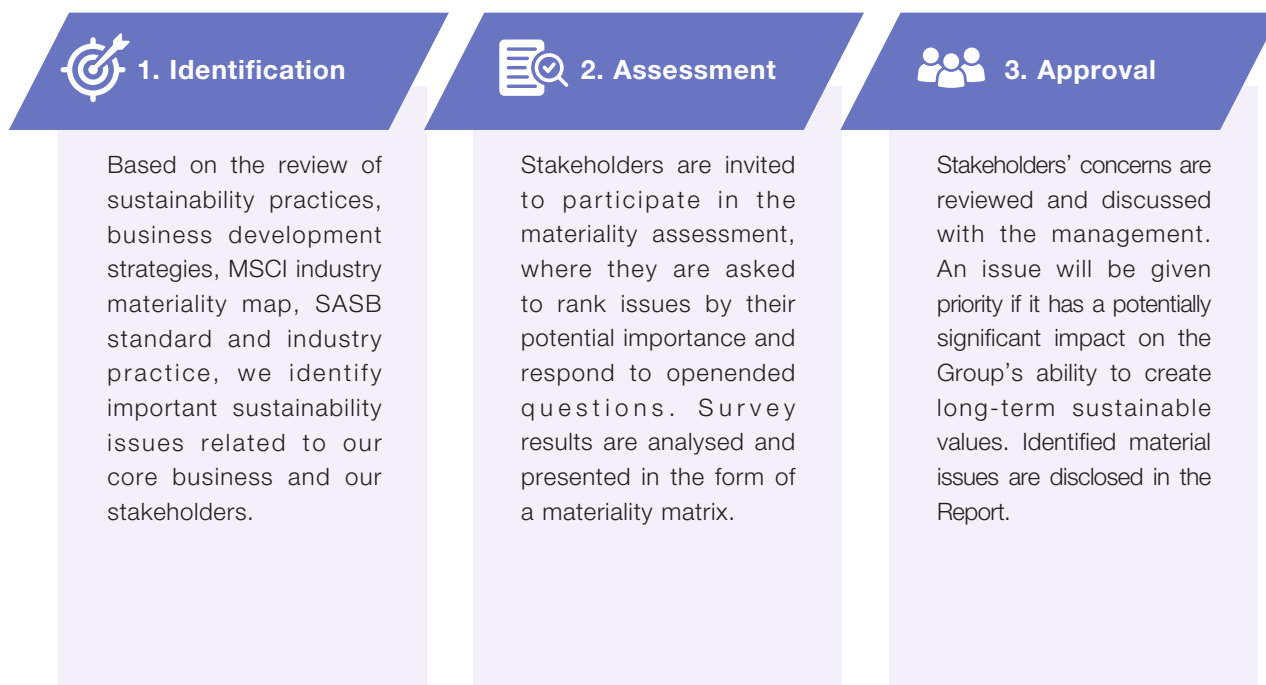 1. Identification
Based on the review of
sustainability practices,
business development
strategies, MSCI industry
materiality map, SASB
standard and industry
practice, we identify
important sustainability
issues related to our
core business and our
stakeholders.
2. Assessment
Stakeholders are invited
to participate in the
materiality assessment,
where they are asked
to rank issues by their
potential importance and
respond to openended
questions. Survey
results are analysed and
presented in the form of
a materiality matrix.
3. Approval
Stakeholders’ concerns are
reviewed and discussed
with the management.
An issue will be given
priority if it has a potentially
significant impact on the
Group’s ability to create
long-term sustainable
values. Identified material
issues are disclosed in the
Report.